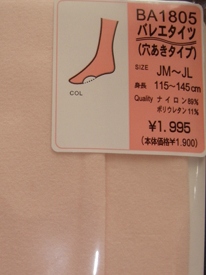 BA1805
バレエタイツ
(穴あきタイプ)
SIZE JM〜JL
身長 115〜145cm
Quality ナイロン89%
ポリウレタン11%
COL
¥1.995
(本体価格¥1.900)